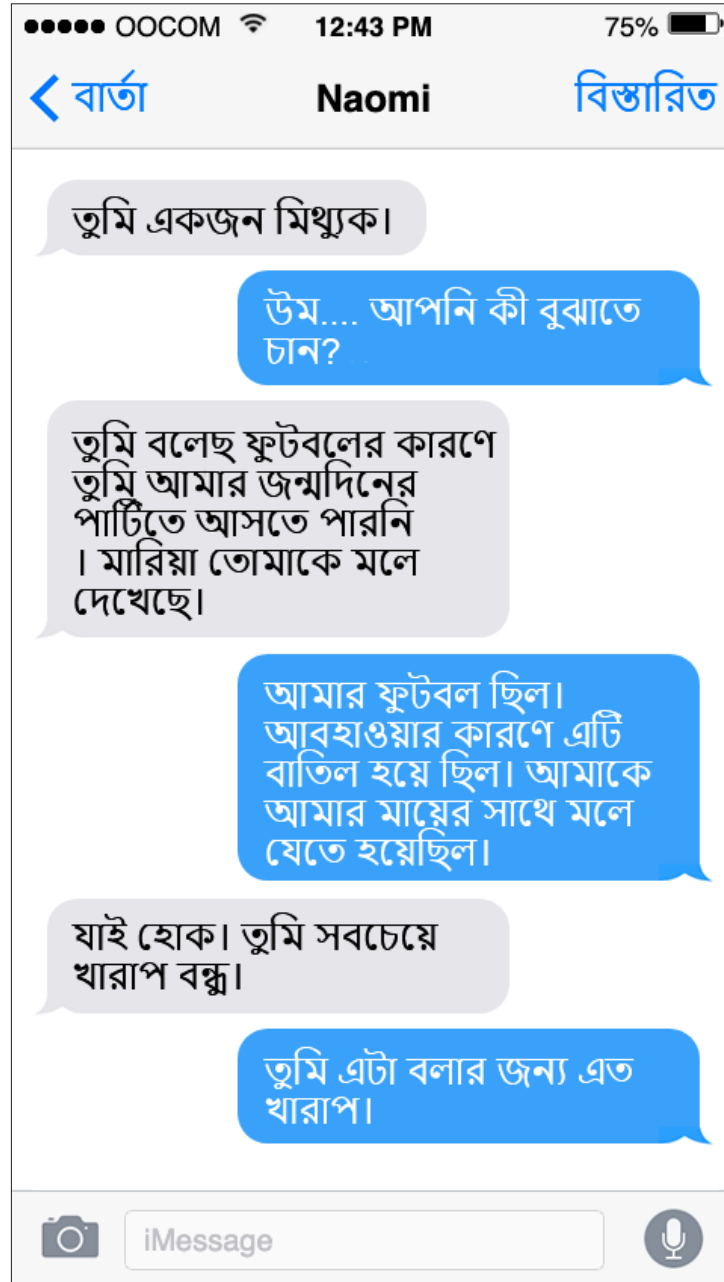 OOCOM 12:43 PM 75%
বার্তা Naomi বিস্তারিত
তুমি একজন মিথ্যুক।
উম.... আপনি কী বুঝাতে
চান?
তুমি বলেছ ফুটবলের কারণে
তুমি আমার জন্মদিনের
পার্টিতে আসতে পারনি
। মারিয়া তোমাকে মলে
দেখেছে।
আমার ফুটবল ছিল।
আবহাওয়ার কারণে এটি
বাতিল হয়ে ছিল। আমাকে
আমার মায়ের সাথে মলে
যেতে হয়েছিল।
যাই হোক। তুমি সবচেয়ে
খারাপ বন্ধু।
তুমি এটা বলার জন্য এত
খারাপ।
iMessage